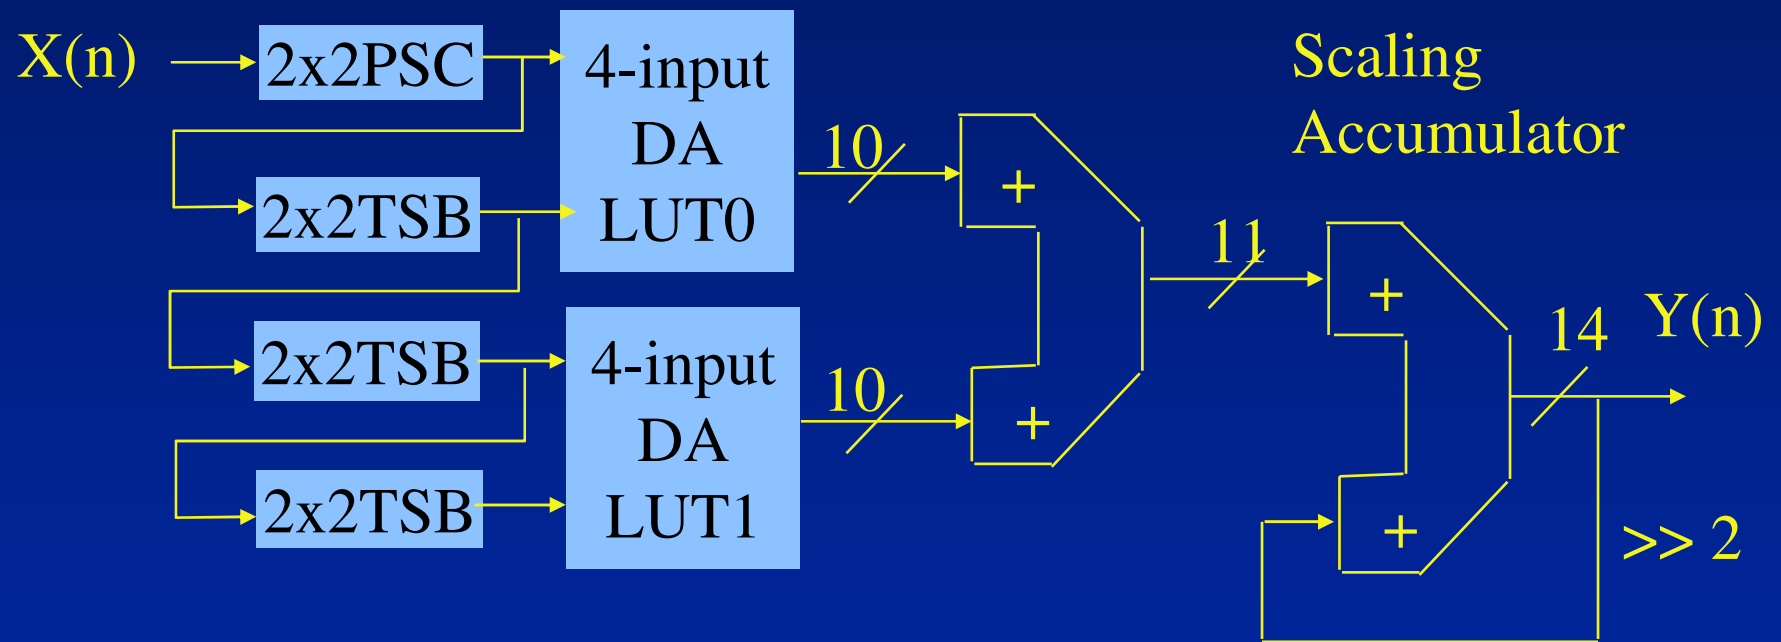 X(n)
2x2PSC
2x2TSB
2x2TSB
2x2TSB
4-input
DA
LUT0
4-input
DA
LUT1
10
10
+
+
11
Scaling
Accumulator
+
+
14
Y(n)
>> 2